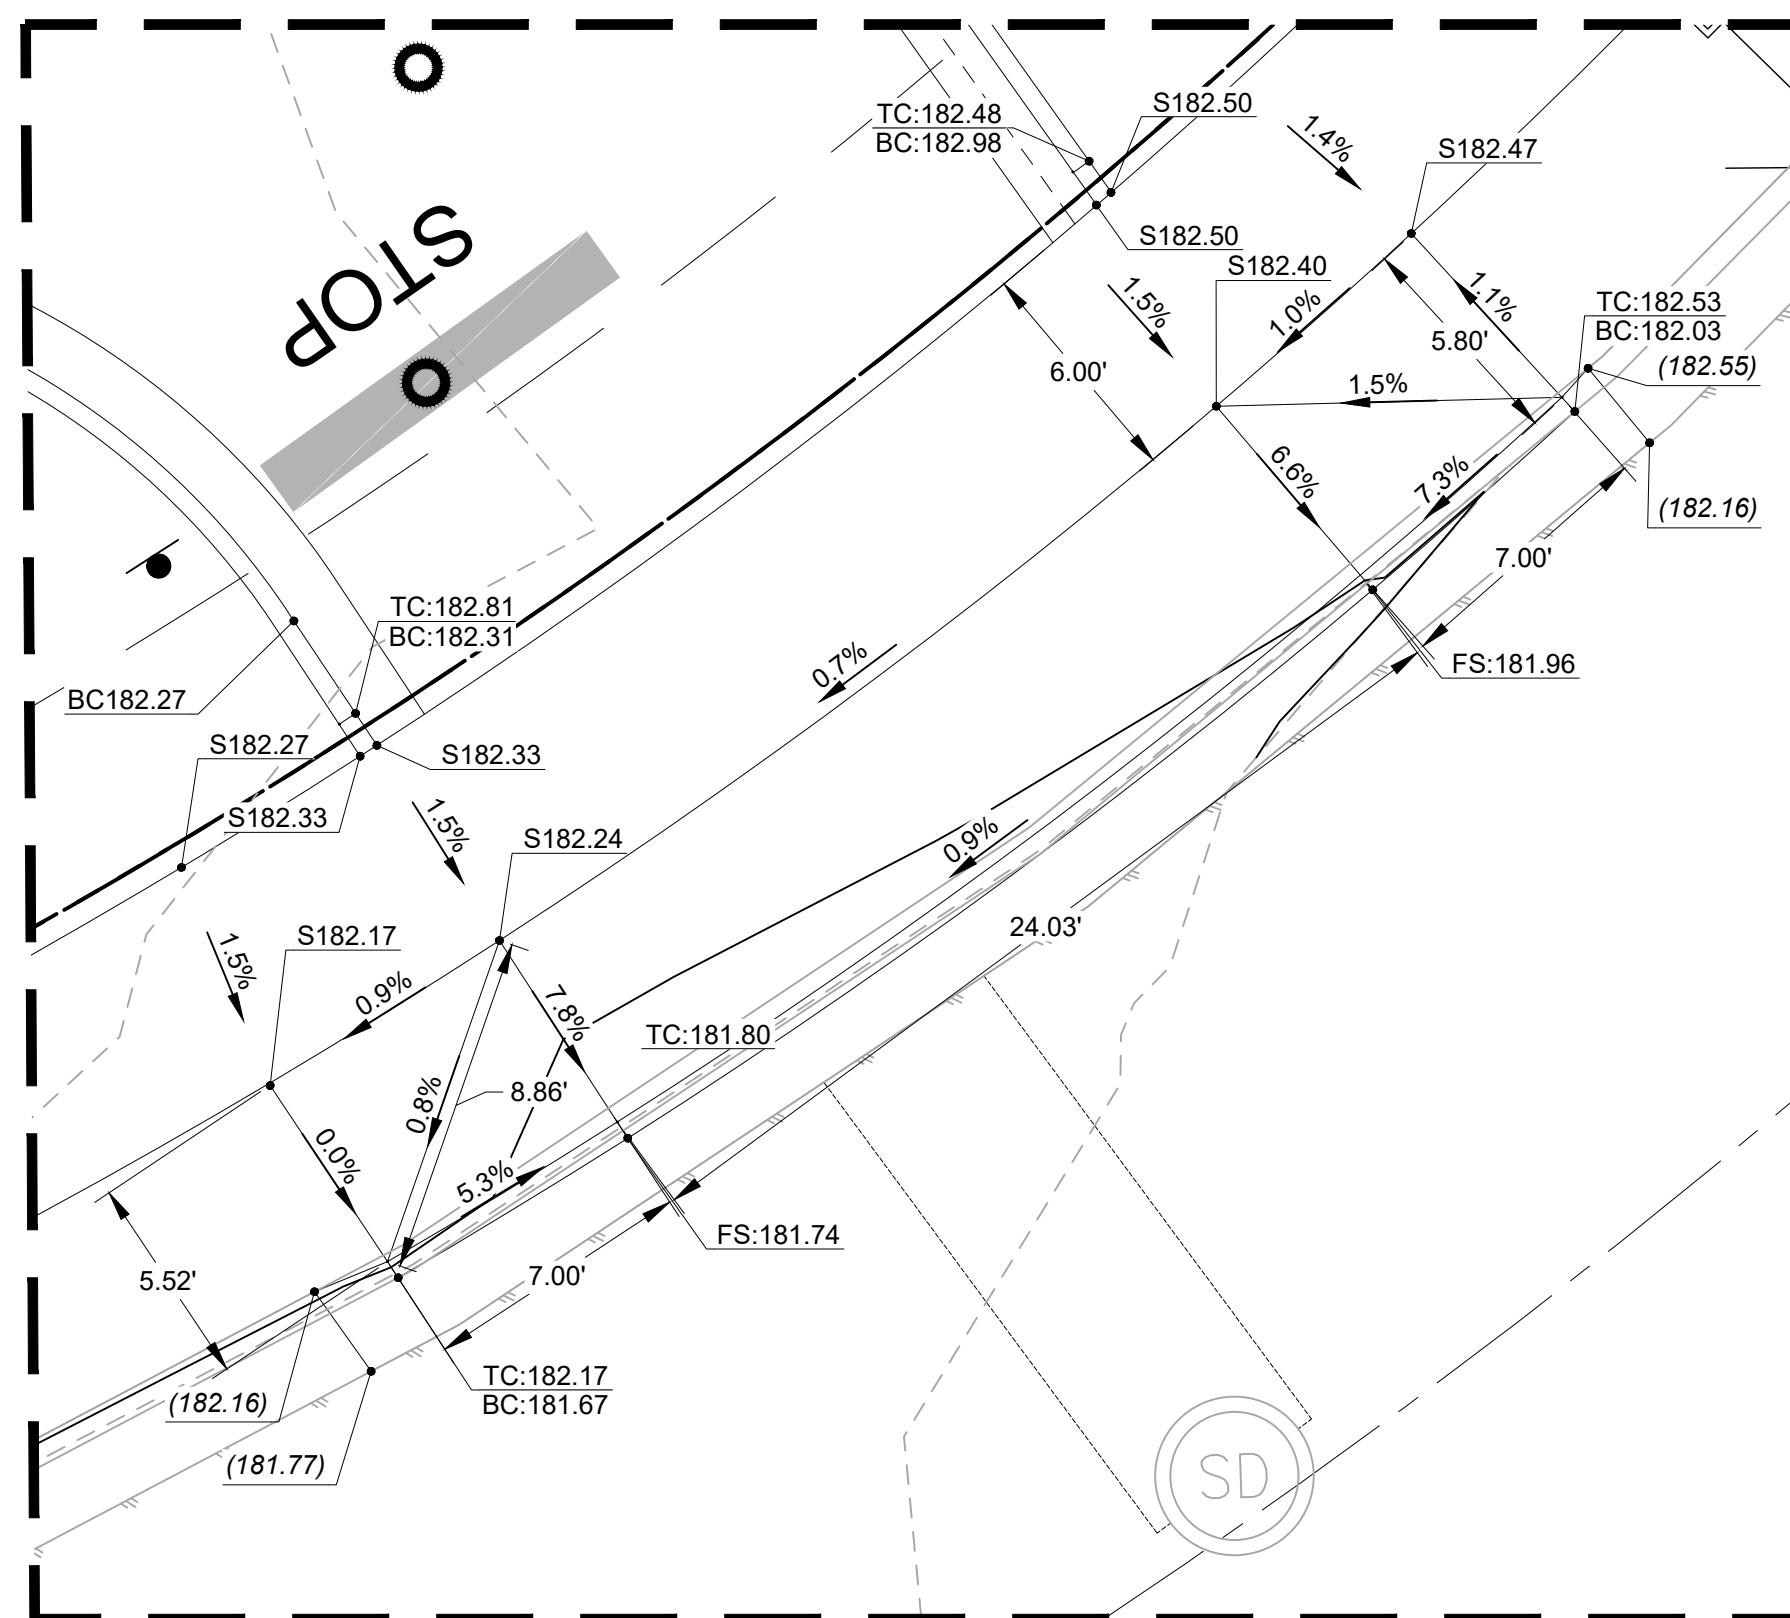 TC:182.48
BC:182.98
S182.50
1.4%
S182.47
STOP
S182.50
S182.40
1.5%
1.0%
1.1%
TC:182.53
BC:182.03
5.80'
(182.55)
6.00'
1.5%
6.6%
7.3%
(182.16)
7.00'
TC:182.81
BC:182.31
0.7%
FS:181.96
BC182.27
S182.27
S182.33
S182.33
1.5%
S182.24
0.9%
S182.17
24.03'
1.5%
0.9%
7.8%
TC:181.80
0.8%
8.86'
0.0%
5.3%
FS:181.74
5.52'
7.00'
TC:182.17
BC:181.67
(182.16)
(181.77)
SD